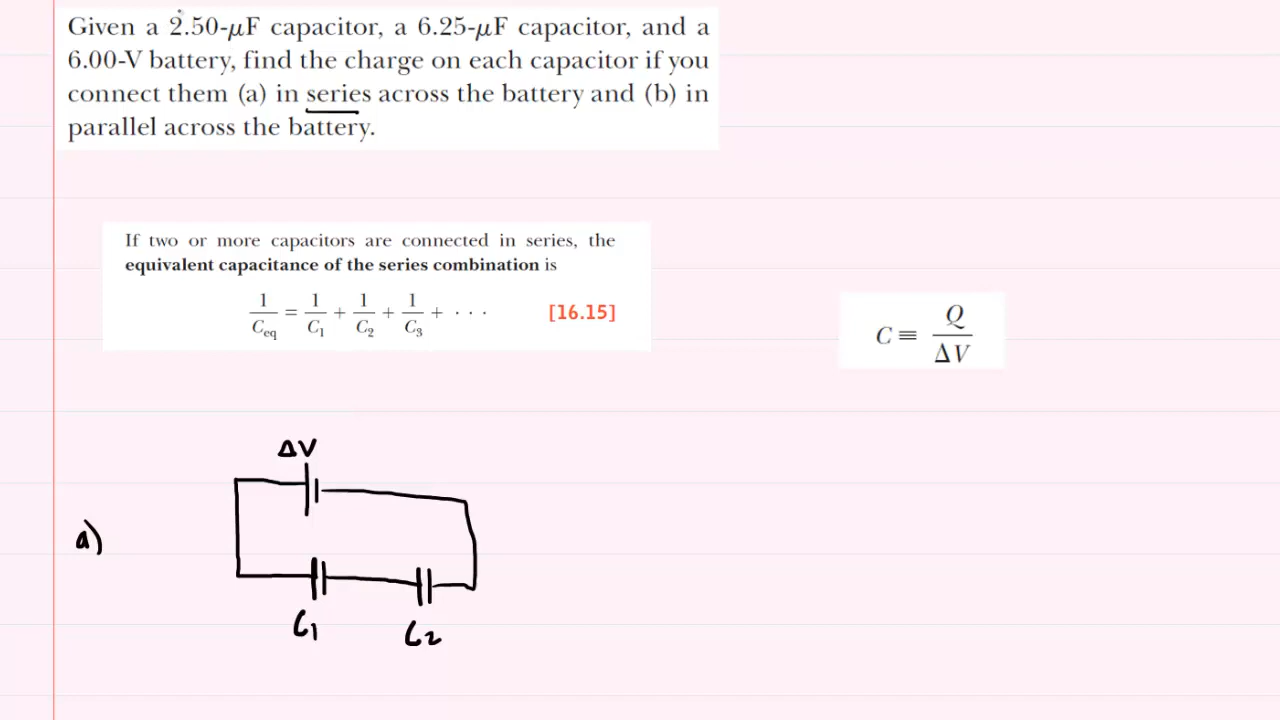 Given a 2.50-μF capacitor, a 6.25-μF capacitor, and a
6.00-V battery, find the charge on each capacitor if you
connect them (a) in series across the battery and (b) in
parallel across the battery.
If two or more capacitors are connected in series, the
equivalent capacitance of the series combination is
1/C_eq = 1/C_1 + 1/C_2 + 1/C_3 + · · · [16.15]
C ≡ Q/ΔV
ΔV
a)
C_1 C_2